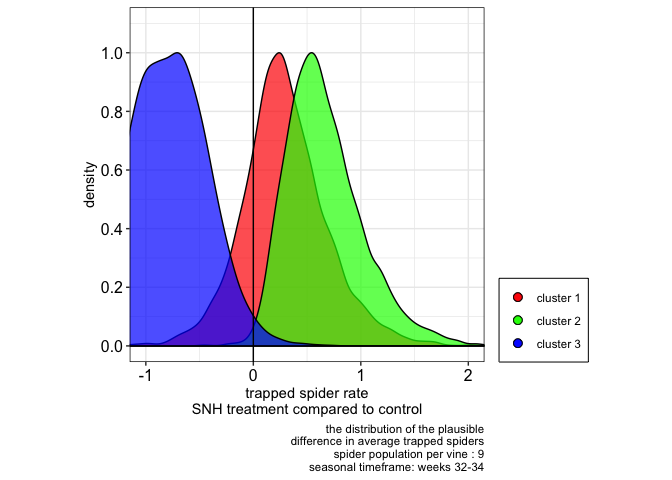 1.0
0.8
0.6
0.4
0.2
0.0
density
-1 0 1 2
trapped spider rate
SNH treatment compared to control
cluster 1
cluster 2
cluster 3
the distribution of the plausible
difference in average trapped spiders
spider population per vine : 9
seasonal timeframe: weeks 32-34